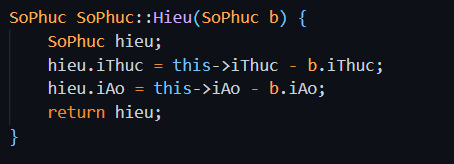 SoPhuc SoPhuc::Hieu(SoPhuc b) {
    SoPhuc hieu;
    hieu.iThuc = this->iThuc - b.iThuc;
    hieu.iAo = this->iAo - b.iAo;
    return hieu;
}